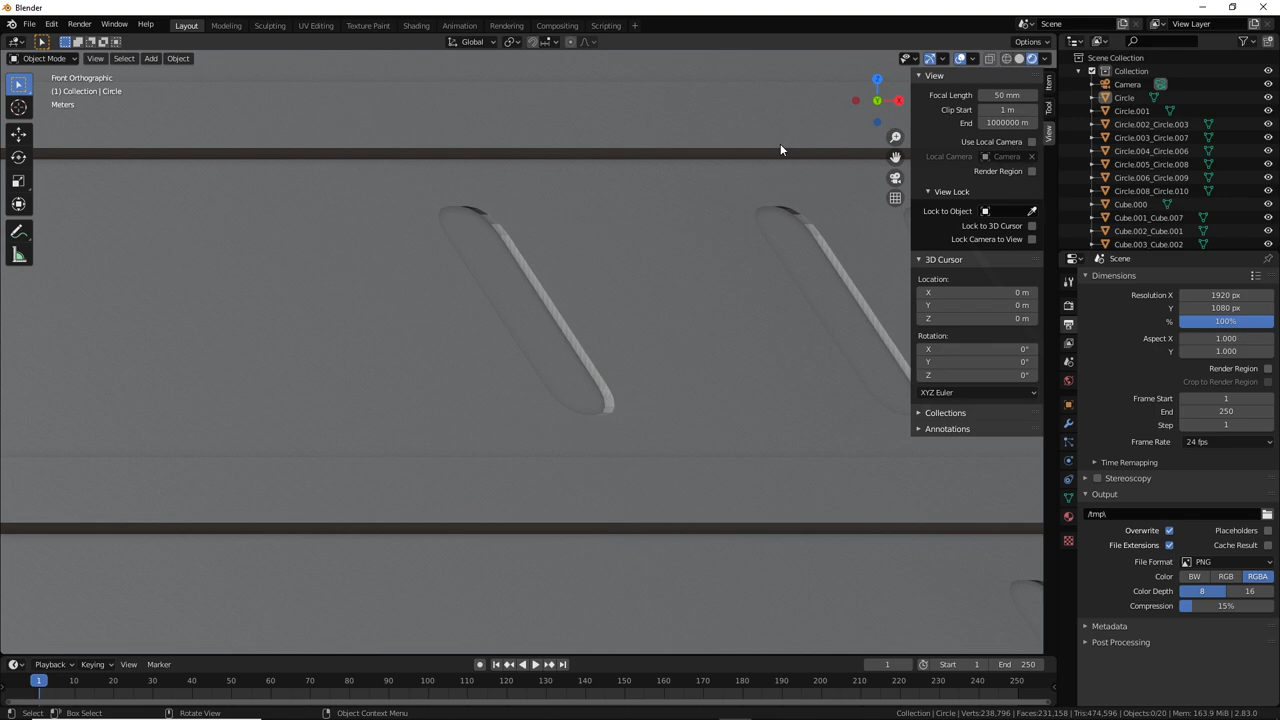 Blender
File Edit Render Window Help Layout Modeling Sculpting UV Editing Texture Paint Shading Animation Rendering Compositing Scripting + Scene View Layer
Global Options
Object Mode View Select Add Object
Front Orthographic
(1) Collection | Circle
Meters
X
Y
Z
View
Focal Length 50 mm
Clip Start 1 m
End 1000000 m
Use Local Camera
Local Camera Camera
Render Region
View Lock
Lock to Object
Lock to 3D Cursor
Lock Camera to View
3D Cursor
Location:
X 0 m
Y 0 m
Z 0 m
Rotation:
X 0°
Y 0°
Z 0°
XYZ Euler
Collections
Annotations
Item
Tool
View
Scene Collection
Collection
Camera
Circle
Circle.001
Circle.002_Circle.003
Circle.003_Circle.007
Circle.004_Circle.006
Circle.005_Circle.008
Circle.006_Circle.009
Circle.008_Circle.010
Cube.000
Cube.001_Cube.007
Cube.002_Cube.001
Cube.003_Cube.002
Scene
Dimensions
Resolution X 1920 px
Y 1080 px
% 100%
Aspect X 1.000
Y 1.000
Render Region
Crop to Render Region
Frame Start 1
End 250
Step 1
Frame Rate 24 fps
Time Remapping
Stereoscopy
Output
/tmp\
Overwrite Placeholders
File Extensions Cache Result
File Format PNG
Color BW RGB RGBA
Color Depth 8 16
Compression 15%
Metadata
Post Processing
Playback Keying View Marker 1 Start 1 End 250
1 10 20 30 40 50 60 70 80 90 100 110 120 130 140 150 160 170 180 190 200 210 220 230 240 250
Select Box Select Rotate View Object Context Menu Collection | Circle | Verts:238,796 | Faces:231,158 | Tris:474,596 | Objects:0/20 | Mem: 163.9 MiB | 2.83.0